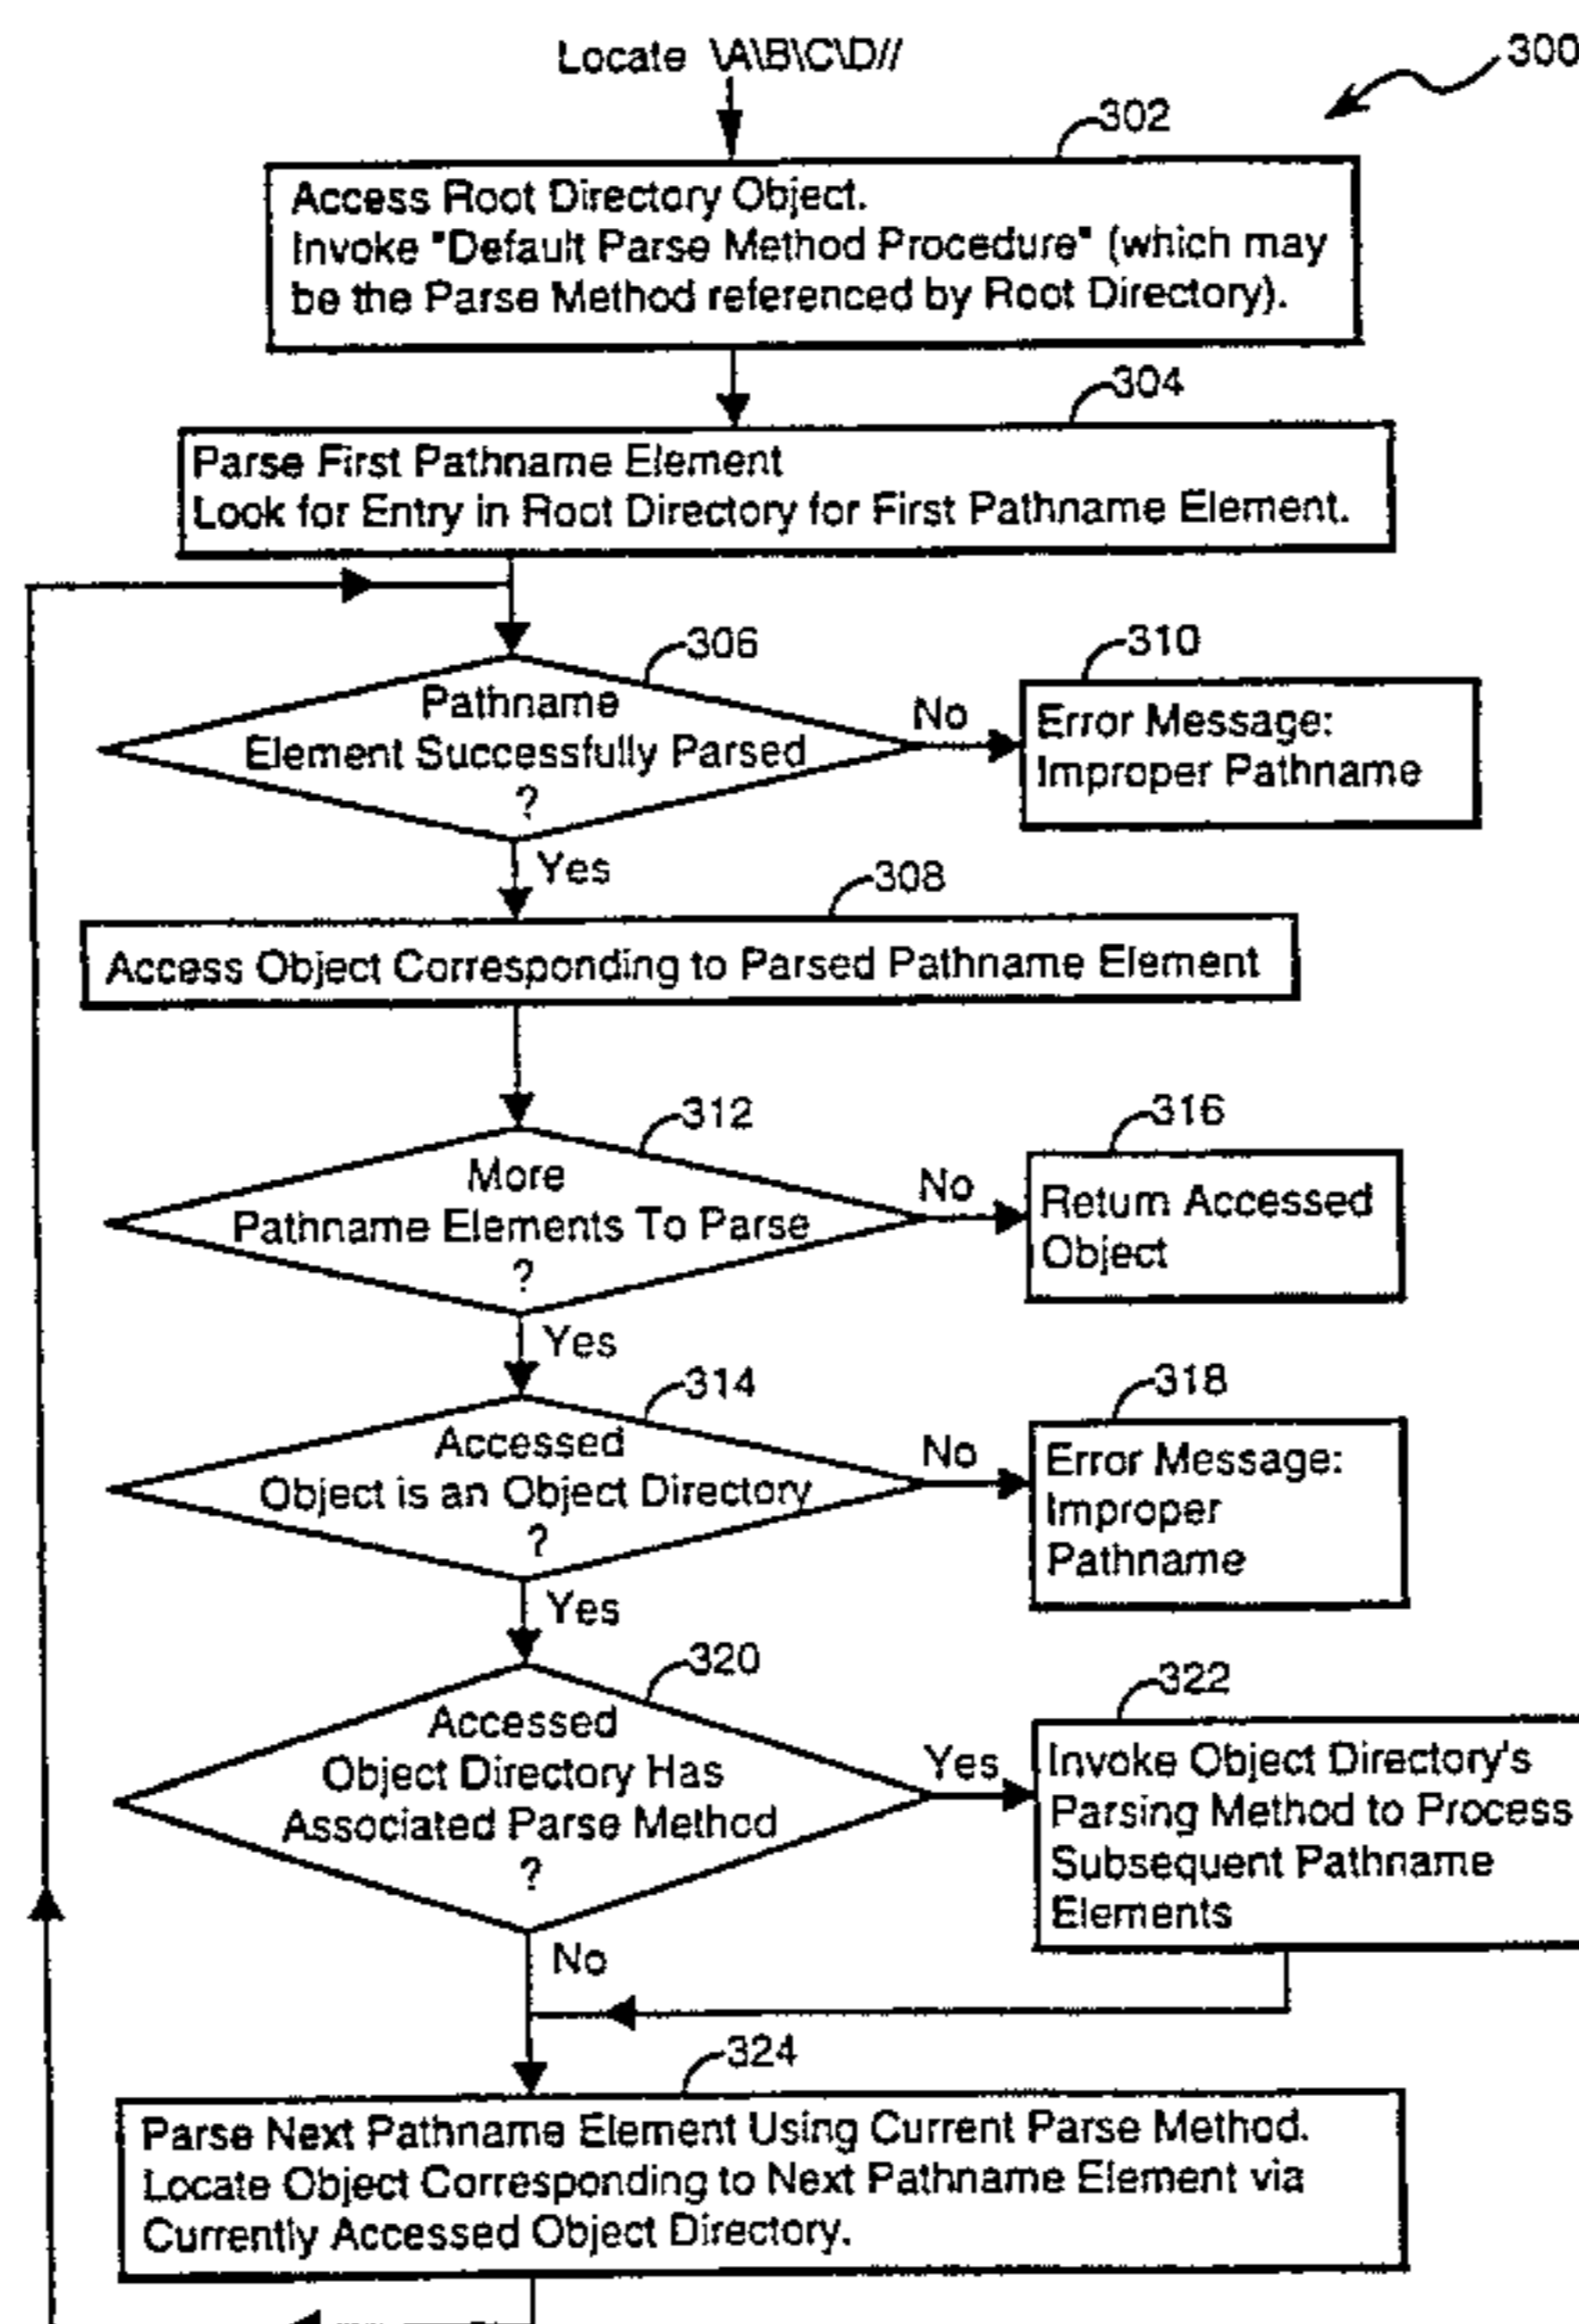 Locate \A\B\C\D//
300
302
Access Root Directory Object.
Invoke "Default Parse Method Procedure" (which may
be the Parse Method referenced by Root Directory).
304
Parse First Pathname Element
Look for Entry in Root Directory for First Pathname Element.
306
Pathname
Element Successfully Parsed
?
No
310
Error Message:
Improper Pathname
Yes
308
Access Object Corresponding to Parsed Pathname Element
312
More
Pathname Elements To Parse
?
No
316
Return Accessed
Object
Yes
314
Accessed
Object is an Object Directory
?
No
318
Error Message:
Improper
Pathname
Yes
320
Accessed
Object Directory Has
Associated Parse Method
?
Yes
322
Invoke Object Directory's
Parsing Method to Process
Subsequent Pathname
Elements
No
324
Parse Next Pathname Element Using Current Parse Method.
Locate Object Corresponding to Next Pathname Element via
Currently Accessed Object Directory.